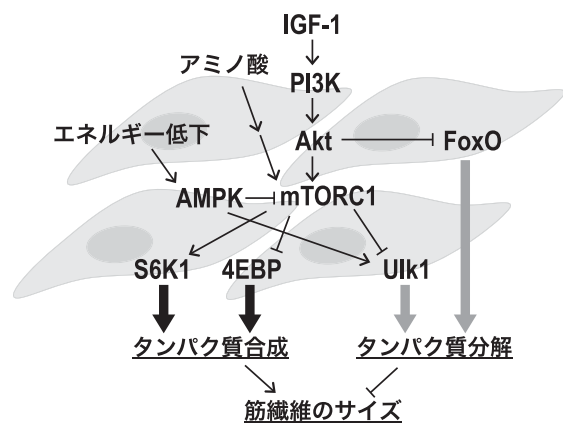 IGF-1
アミノ酸
PI3K
エネルギー低下
Akt
FoxO
AMPK
mTORC1
S6K1
4EBP
Ulk1
タンパク質合成
タンパク質分解
筋繊維のサイズ